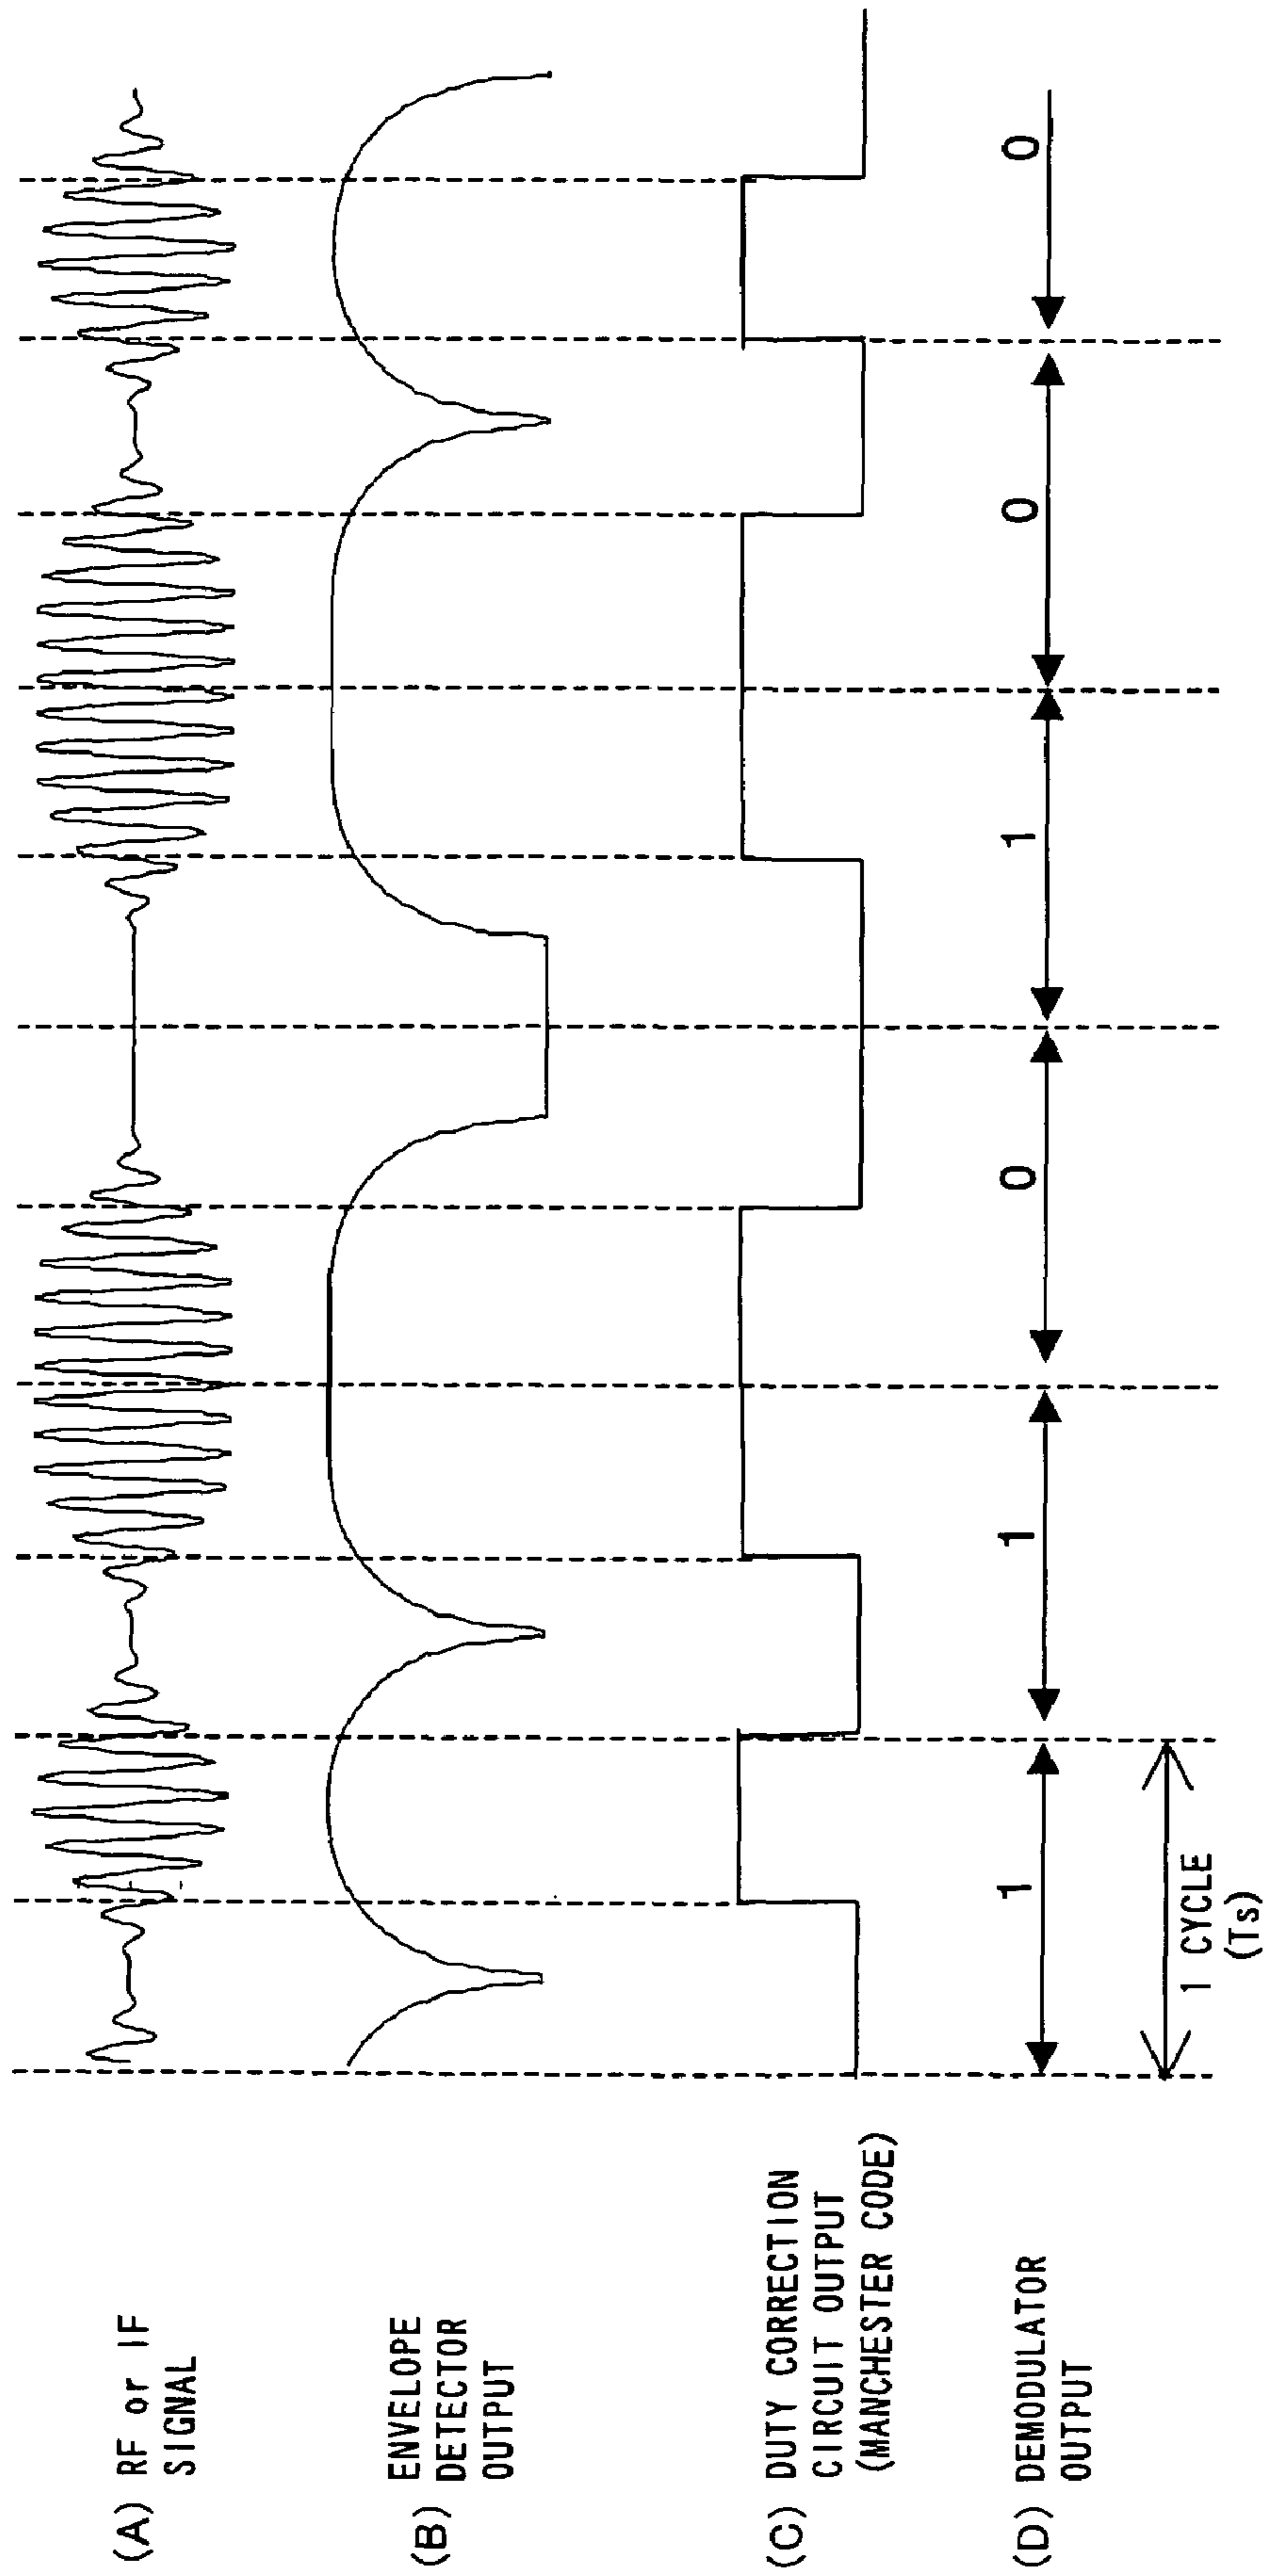 (A) RF or IF
SIGNAL
(B) ENVELOPE
DETECTOR
OUTPUT
(C) DUTY CORRECTION
CIRCUIT OUTPUT
(MANCHESTER CODE)
(D) DEMODULATOR
OUTPUT
1 1 0 1 0 0
1 CYCLE
(Ts)